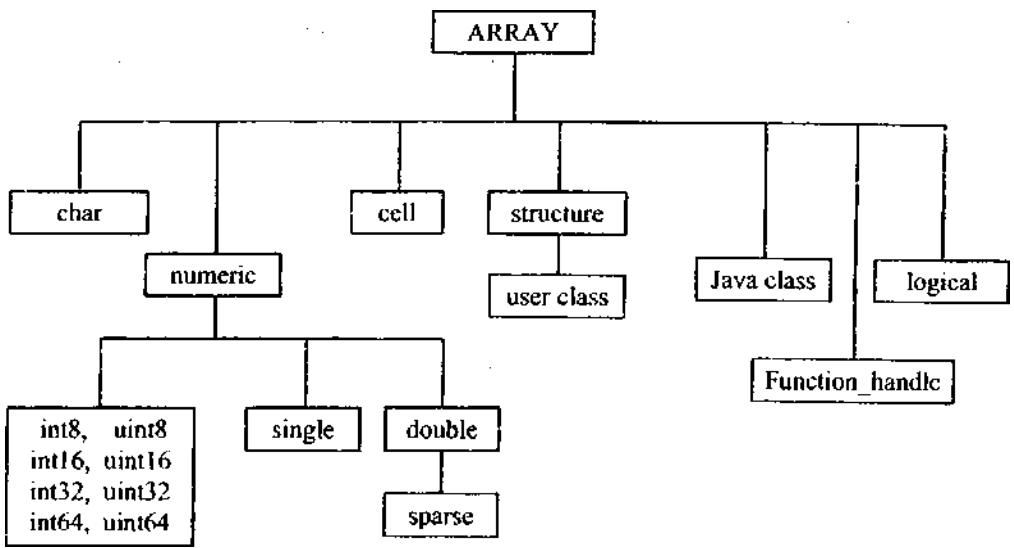 ARRAY
char
cell
structure
numeric
user class
Java class
logical
Function_handle
int8, uint8
int16, uint16
int32, uint32
int64, uint64
single
double
sparse